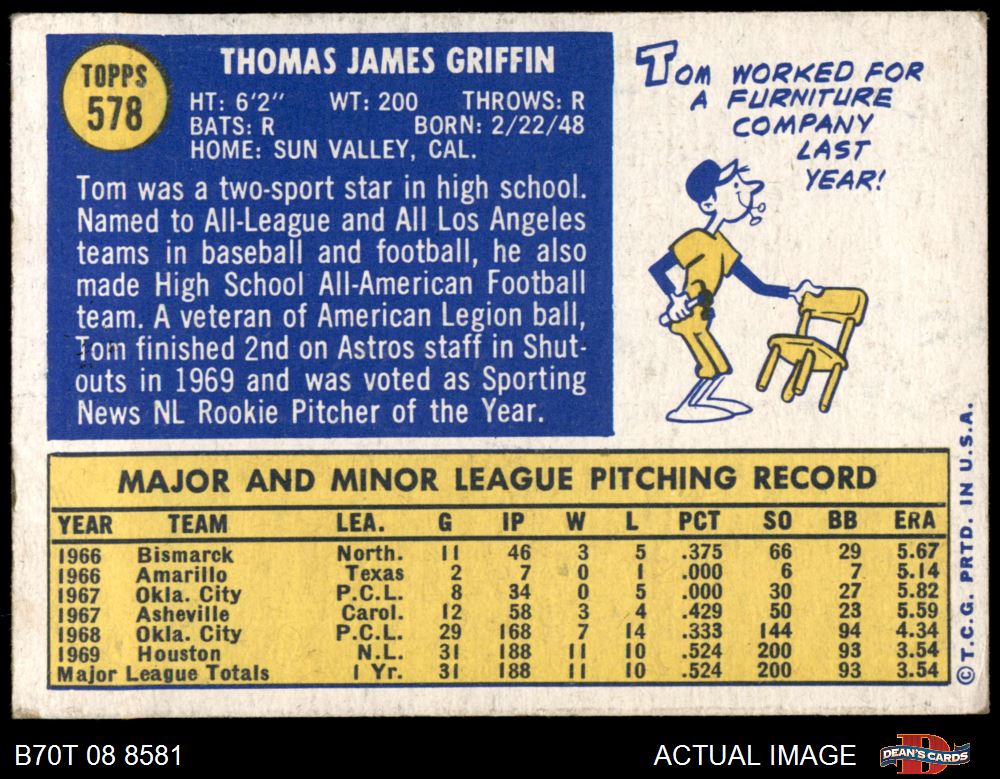 TOPPS
578
THOMAS JAMES GRIFFIN
HT: 6'2" WT: 200 THROWS: R
BATS: R BORN: 2/22/48
HOME: SUN VALLEY, CAL.
Tom was a two-sport star in high school.
Named to All-League and All Los Angeles
teams in baseball and football, he also
made High School All-American Football
team. A veteran of American Legion ball,
Tom finished 2nd on Astros staff in Shut-
outs in 1969 and was voted as Sporting
News NL Rookie Pitcher of the Year.
TOM WORKED FOR
A FURNITURE
COMPANY
LAST
YEAR!
MAJOR AND MINOR LEAGUE PITCHING RECORD
YEAR TEAM LEA. G IP W L PCT SO BB ERA
1966 Bismarck North. 11 46 3 5 .375 66 29 5.67
1966 Amarillo Texas 2 7 0 1 .000 6 7 5.14
1967 Okla. City P.C.L. 8 34 0 5 .000 30 27 5.82
1967 Asheville Carol. 12 58 3 4 .429 50 23 5.59
1968 Okla. City P.C.L. 29 168 7 14 .333 144 94 4.34
1969 Houston N.L. 31 188 11 10 .524 200 93 3.54
Major League Totals 1 Yr. 31 188 11 10 .524 200 93 3.54
© T.C.G. PRTD. IN U.S.A.
B70T 08 8581
ACTUAL IMAGE
D
DEAN'S CARDS